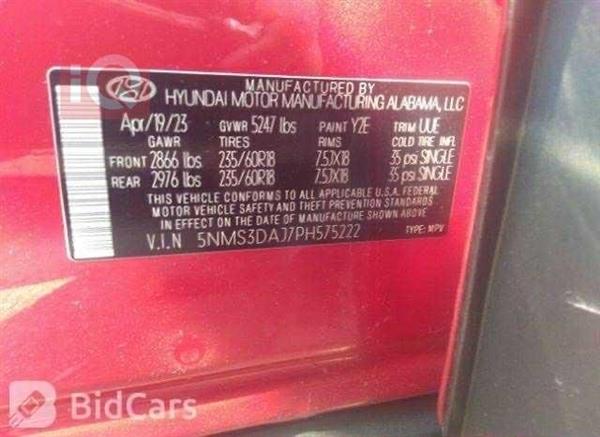 iQ
MANUFACTURED BY
HYUNDAI MOTOR MANUFACTURING ALABAMA, LLC
Apr/19/23 GVWR 5247 lbs PAINT Y2E TRIM UUE
GAWR TIRES RIMS COLD TIRE INFL
FRONT 2866 lbs 235/60R18 7.5JX18 35 psi SINGLE
REAR 2976 lbs 235/60R18 7.5JX18 35 psi SINGLE
THIS VEHICLE CONFORMS TO ALL APPLICABLE U.S.A. FEDERAL
MOTOR VEHICLE SAFETY AND BUMPER STANDARDS
IN EFFECT ON THE DATE OF MANUFACTURE SHOWN ABOVE.
V.I.N 5NMS3DAJ7PH575222 TYPE: MPV
BidCars